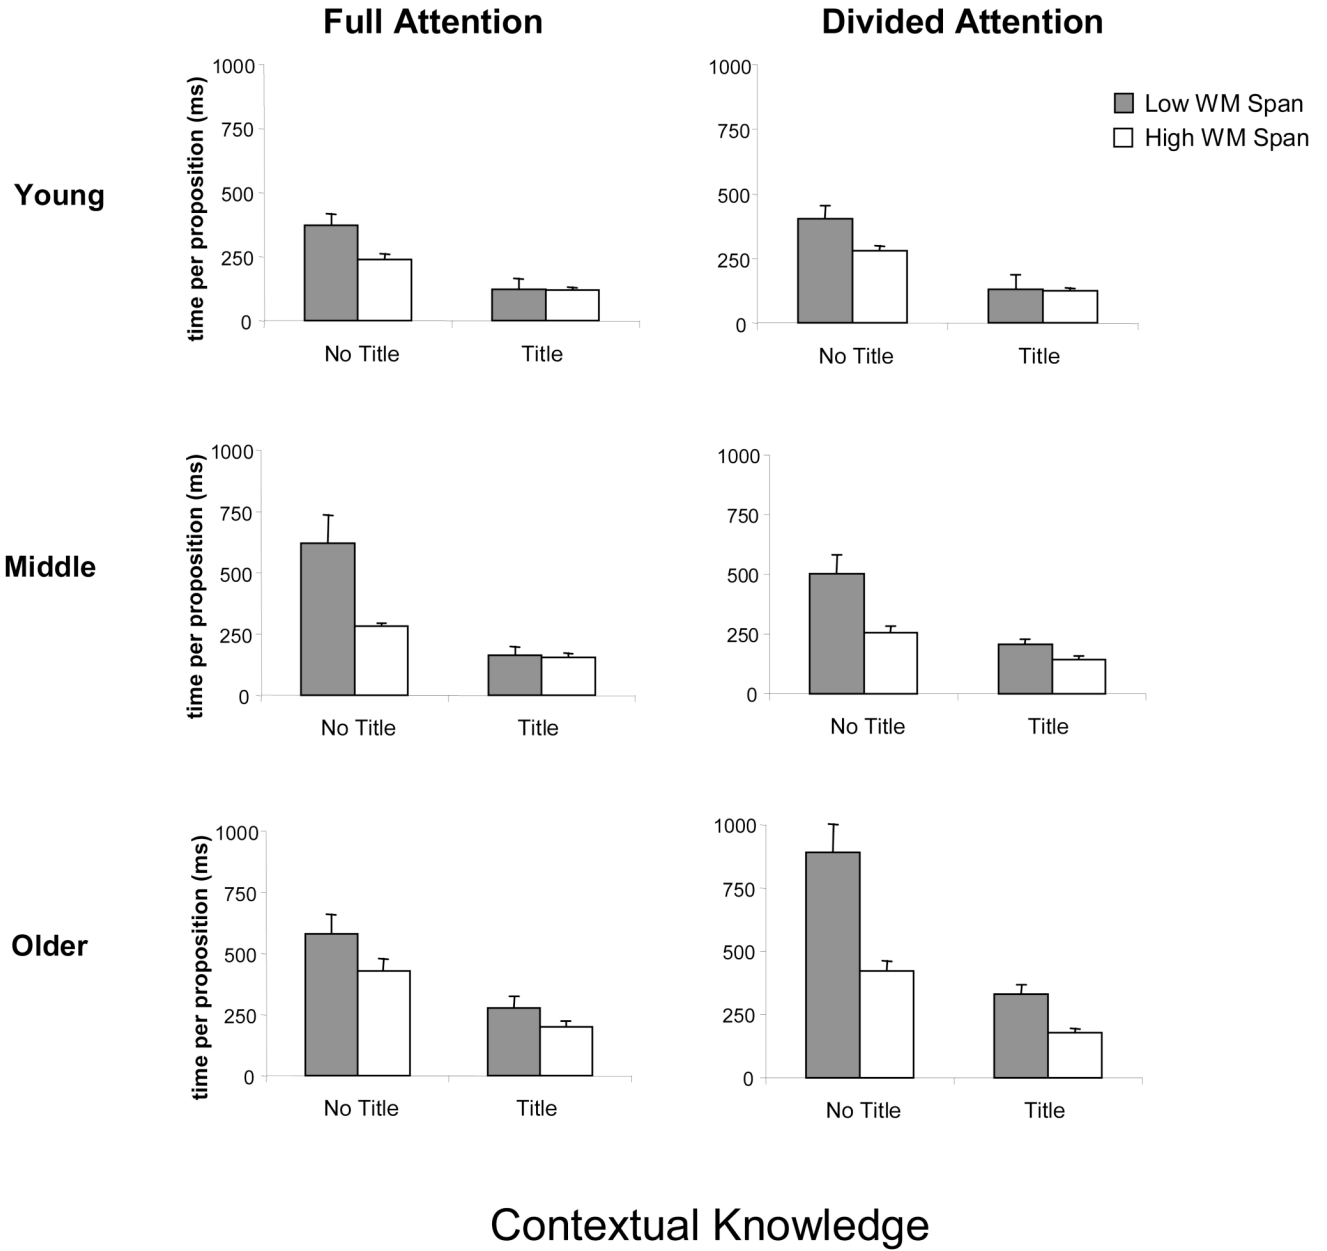 Full Attention
Divided Attention
Low WM Span
High WM Span
Young
time per proposition (ms)
1000
750
500
250
0
No Title
Title
1000
750
500
250
0
No Title
Title
Middle
time per proposition (ms)
1000
750
500
250
0
No Title
Title
1000
750
500
250
0
No Title
Title
Older
time per proposition (ms)
1000
750
500
250
0
No Title
Title
1000
750
500
250
0
No Title
Title
Contextual Knowledge